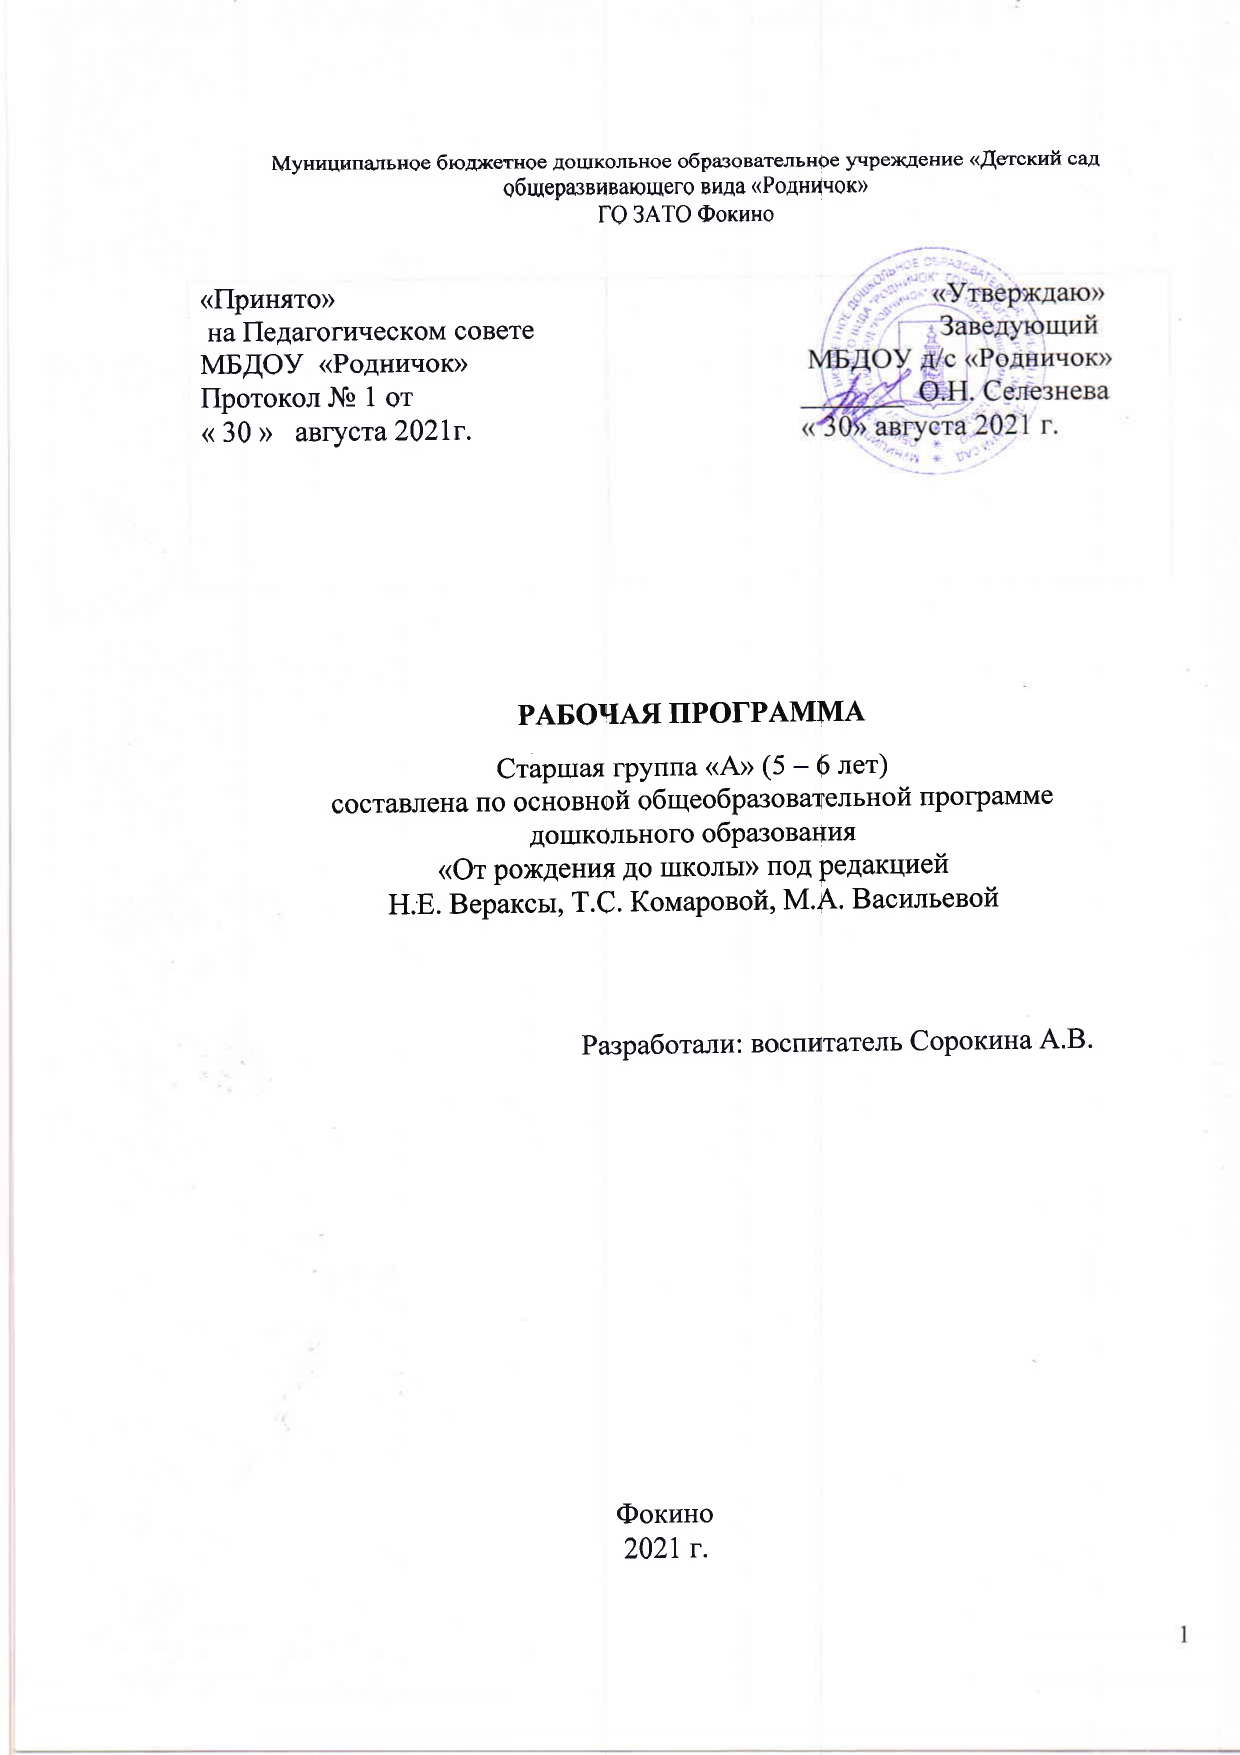 Муниципальное бюджетное дошкольное образовательное учреждение «Детский сад
общеразвивающего вида «Родничок»
ГО ЗАТО Фокино
«Принято»
на Педагогическом совете
МБДОУ «Родничок»
Протокол № 1 от
« 30 » августа 2021г.
«Утверждаю»
Заведующий
МБДОУ д/с «Родничок»
________ О.Н. Селезнева
« 30» августа 2021 г.
РАБОЧАЯ ПРОГРАММА
Старшая группа «А» (5 – 6 лет)
составлена по основной общеобразовательной программе
дошкольного образования
«От рождения до школы» под редакцией
Н.Е. Вераксы, Т.С. Комаровой, М.А. Васильевой
Разработали: воспитатель Сорокина А.В.
Фокино
2021 г.
1